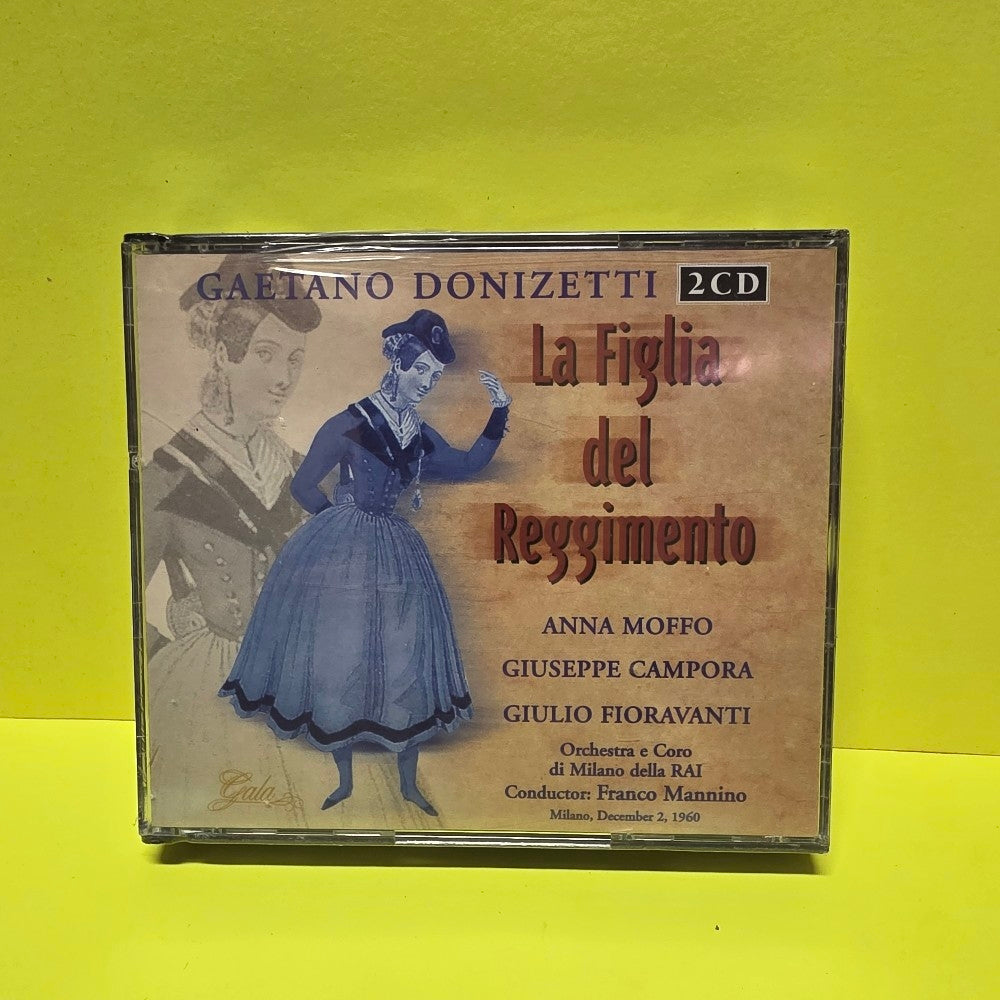 GAETANO DONIZETTI 2CD
La Figlia
del
Reggimento
ANNA MOFFO
GIUSEPPE CAMPORA
GIULIO FIORAVANTI
Orchestra e Coro
di Milano della RAI
Conductor: Franco Mannino
Milano, December 2, 1960
Gala